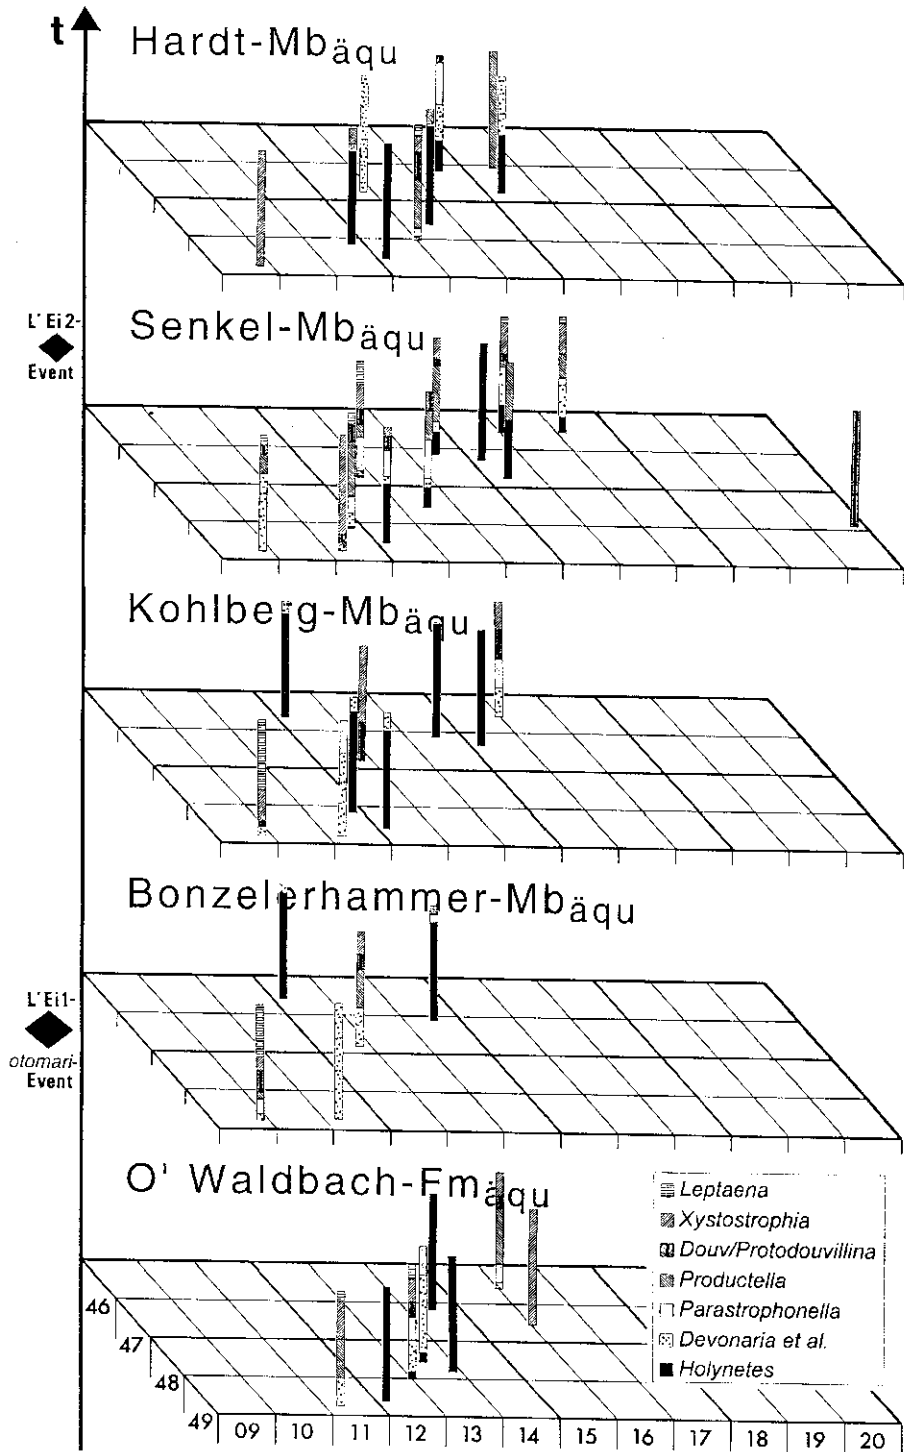 t
Hardt-Mbäqu
L'Ei2-
Event
Senkel-Mbäqu
Kohlberg-Mbäqu
Bonzelerhammer-Mbäqu
L'Ei1-
otomari-
Event
O' Waldbach-Fmäqu
Leptaena
Xystostrophia
Douv/Protodouvillina
Productella
Parastrophonella
Devonaria et al.
Holynetes
46
47
48
49
09 10 11 12 13 14 15 16 17 18 19 20